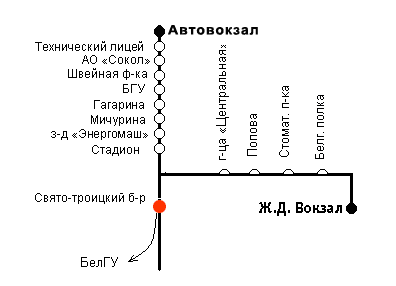 Автовокзал
Технический лицей
АО «Сокол»
Швейная ф-ка
БГУ
Гагарина
Мичурина
з-д «Энергомаш»
Стадион
г-ца «Центральная»
Попова
Стомат. п-ка
Белг. полка
Свято-троицкий б-р
Ж.Д. Вокзал
БелГУ